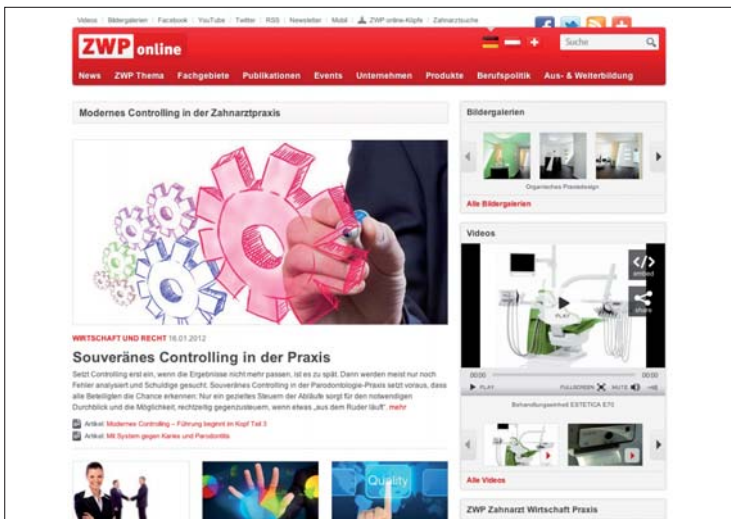 Videos | Bildergalerien | Facebook | YouTube | Twitter | RSS | Newsletter | Mobil | ZWP online-Köpfe | Zahnarztsuche
ZWP online
Suche
News ZWP Thema Fachgebiete Publikationen Events Unternehmen Produkte Berufspolitik Aus- & Weiterbildung
Modernes Controlling in der Zahnarztpraxis
WIRTSCHAFT UND RECHT 16.01.2012
Souveränes Controlling in der Praxis
Setzt Controlling erst ein, wenn die Ergebnisse nicht mehr passen, ist es zu spät. Dann werden meist nur noch
Fehler analysiert und Schuldige gesucht. Souveränes Controlling in der Parodontologie-Praxis setzt voraus, dass
alle Beteiligten die Chance erkennen: Nur ein gezieltes Steuern der Abläufe sorgt für den notwendigen
Durchblick und die Möglichkeit, rechtzeitig gegenzusteuern, wenn etwas „aus dem Ruder läuft“. mehr
Artikel: Modernes Controlling – Führung beginnt im Kopf Teil 3
Artikel: Mit System gegen Karies und Parodontitis
Quality
Bildergalerien
Organisches Praxisdesign
Alle Bildergalerien
Videos
embed
share
PLAY
00:00 00:00
PLAY FULLSCREEN MUTE
Behandlungseinheit ESTETICA E70
Alle Videos
ZWP Zahnarzt Wirtschaft Praxis